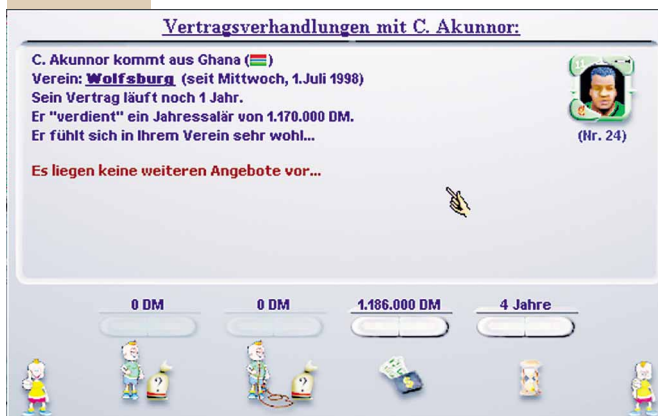 Vertragsverhandlungen mit C. Akunnor:
C. Akunnor kommt aus Ghana ( )
Verein: Wolfsburg (seit Mittwoch, 1.Juli 1998)
Sein Vertrag läuft noch 1 Jahr.
Er "verdient" ein Jahressalär von 1.170.000 DM.
Er fühlt sich in Ihrem Verein sehr wohl...
(Nr. 24)
Es liegen keine weiteren Angebote vor...
0 DM 0 DM 1.186.000 DM 4 Jahre
? ? $